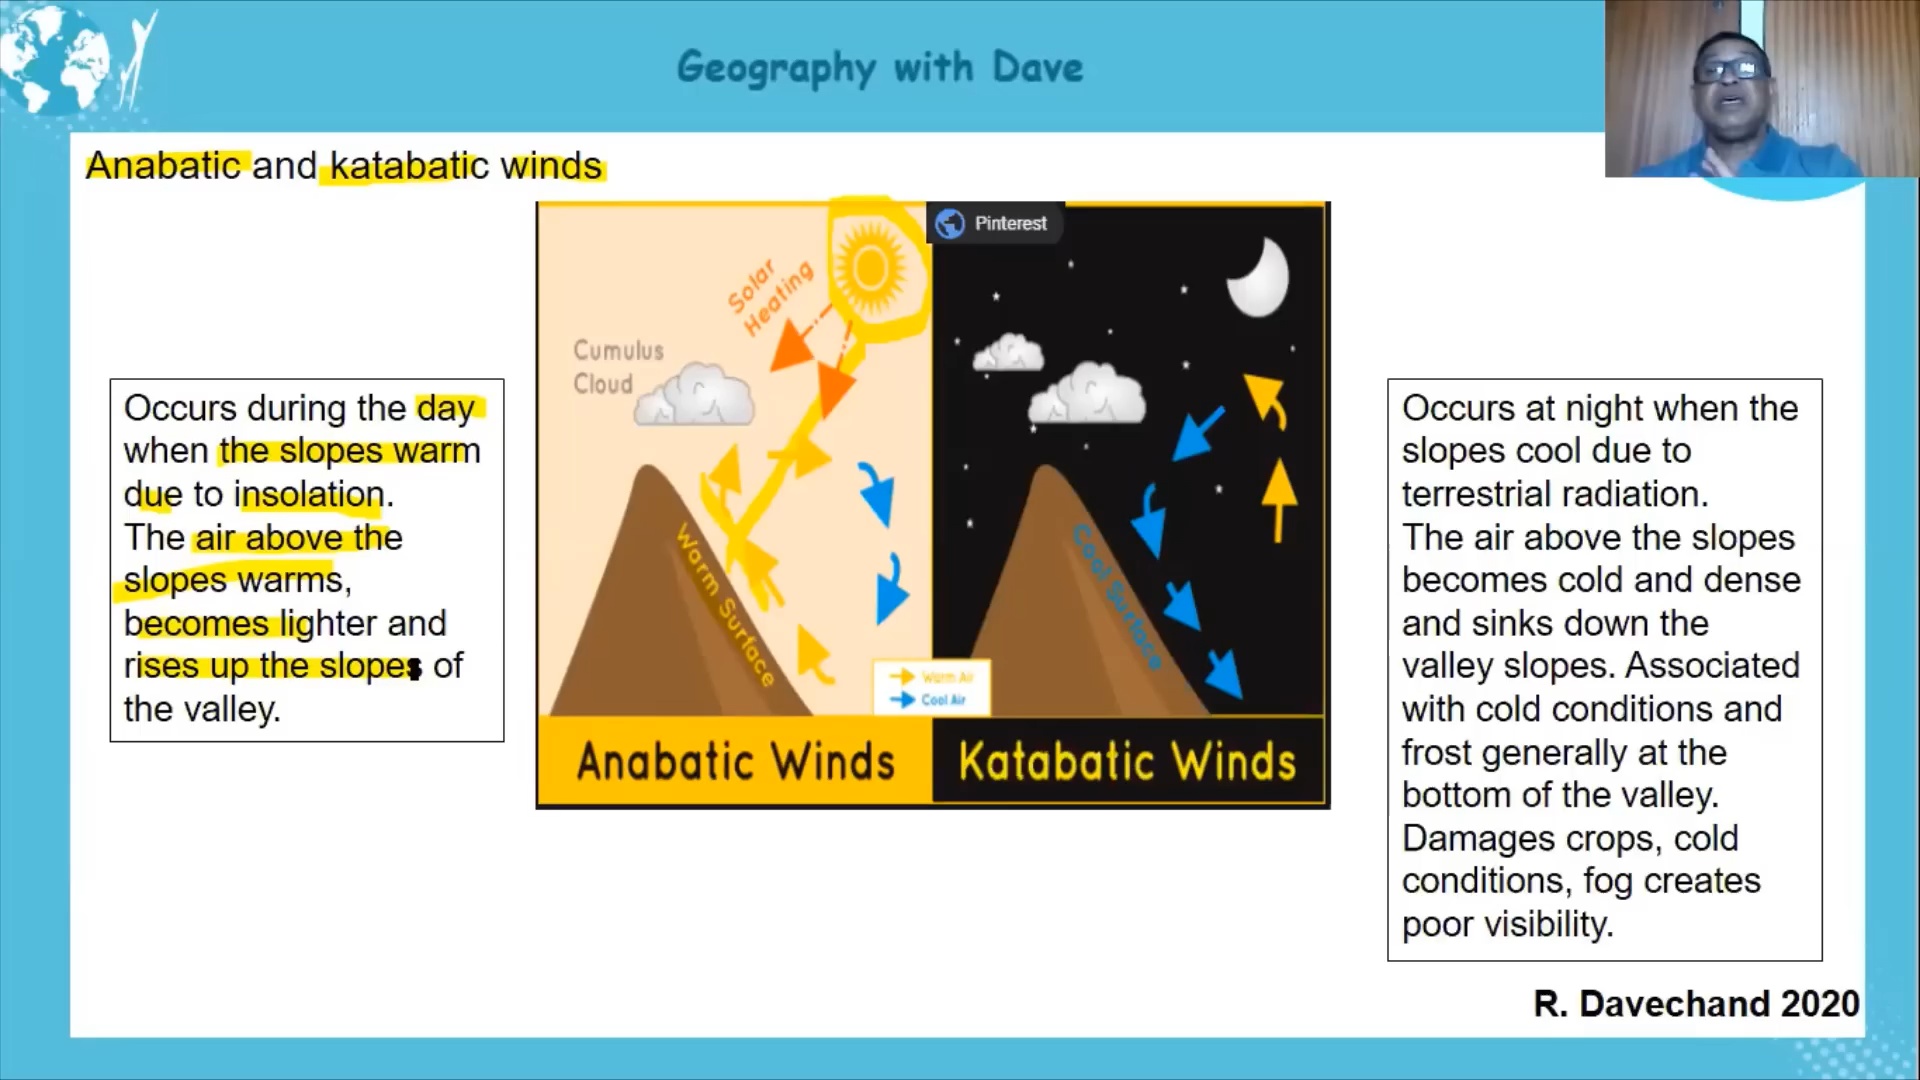 Geography with Dave
Anabatic and katabatic winds
Occurs during the day
when the slopes warm
due to insolation.
The air above the
slopes warms,
becomes lighter and
rises up the slopes of
the valley.
Pinterest
Solar
Heating
Cumulus
Cloud
Warm Surface
Cool Surface
Warm Air
Cool Air
Anabatic Winds
Katabatic Winds
Occurs at night when the
slopes cool due to
terrestrial radiation.
The air above the slopes
becomes cold and dense
and sinks down the
valley slopes. Associated
with cold conditions and
frost generally at the
bottom of the valley.
Damages crops, cold
conditions, fog creates
poor visibility.
R. Davechand 2020